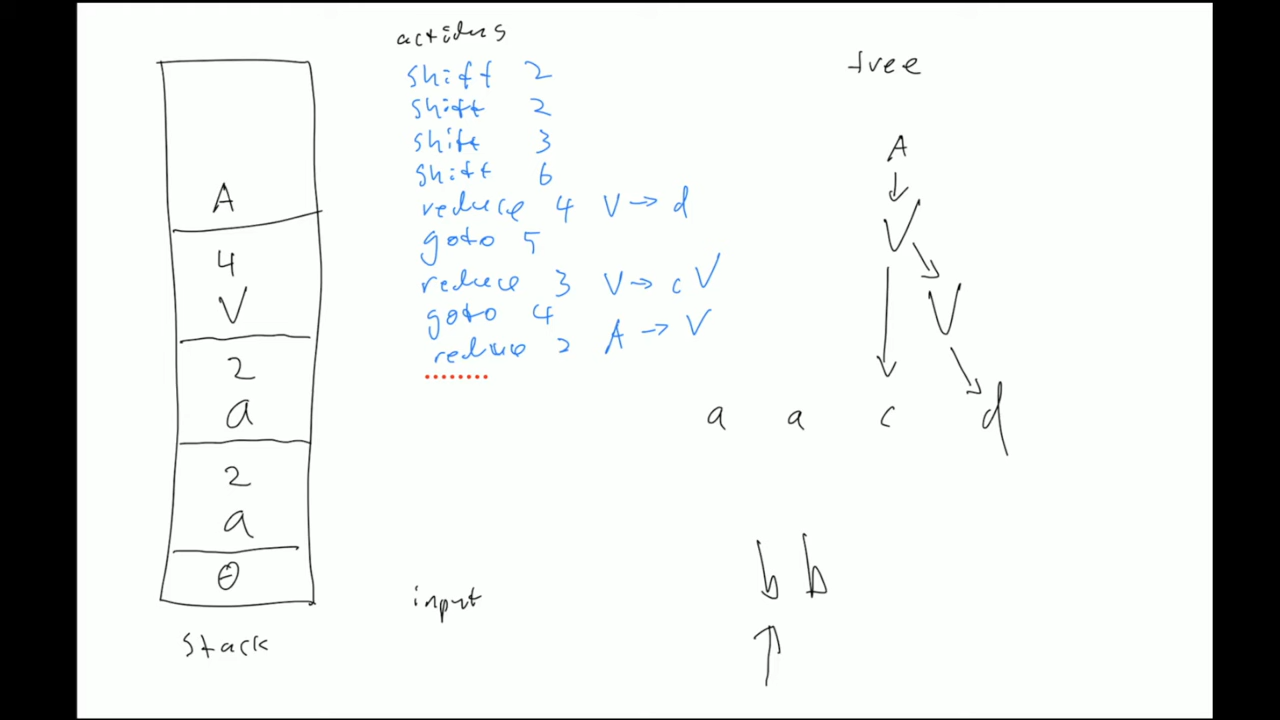 actions
shift 2
shift 2
shift 3
shift 6
reduce 4 V → d
goto 5
reduce 3 V → c V
goto 4
reduce 2 A → V
tree
A
V
V
a a c d
A
4
V
2
a
2
a
0
stack
input
b b